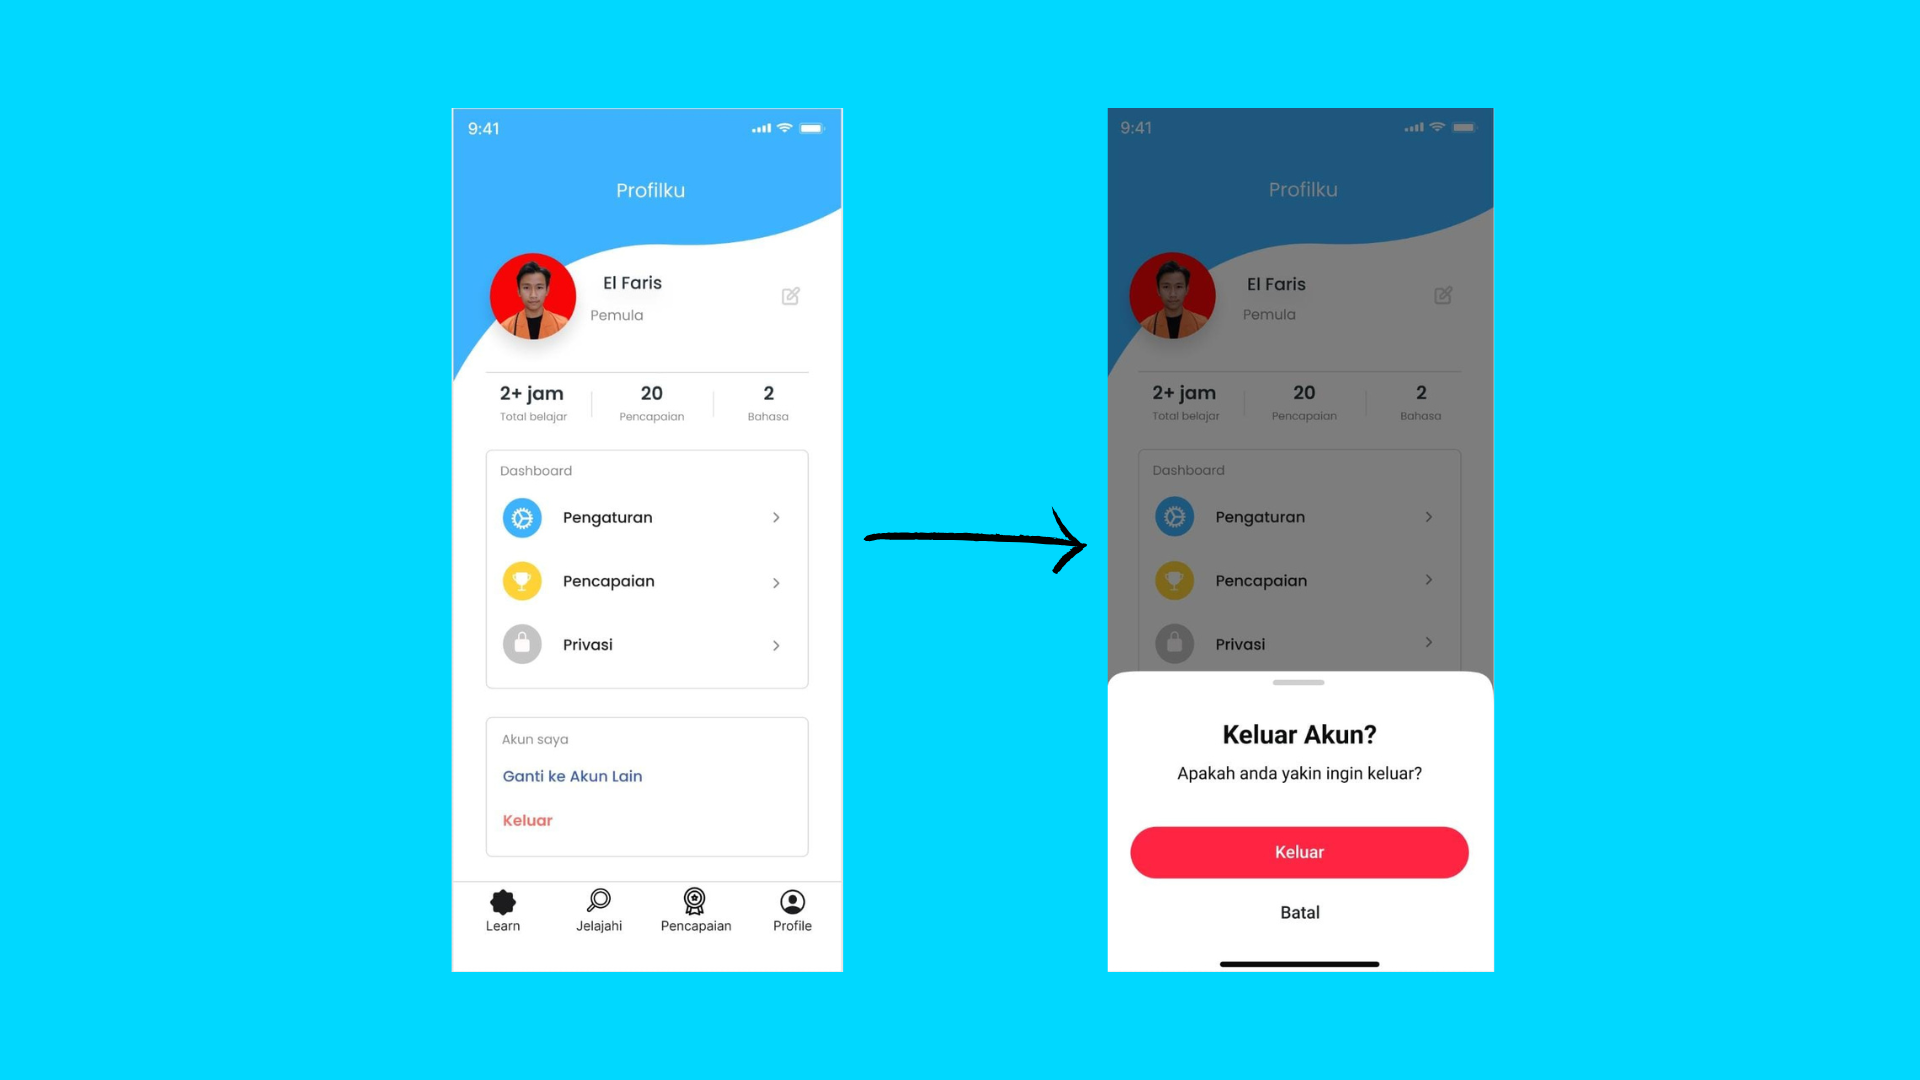 9:41
Profilku
El Faris
Pemula
2+ jam
20
2
Total belajar
Pencapaian
Bahasa
Dashboard
Pengaturan
Pencapaian
Privasi
Akun saya
Ganti ke Akun Lain
Keluar
Learn
Jelajahi
Pencapaian
Profile
9:41
Profilku
El Faris
Pemula
2+ jam
20
2
Total belajar
Pencapaian
Bahasa
Dashboard
Pengaturan
Pencapaian
Privasi
Keluar Akun?
Apakah anda yakin ingin keluar?
Keluar
Batal